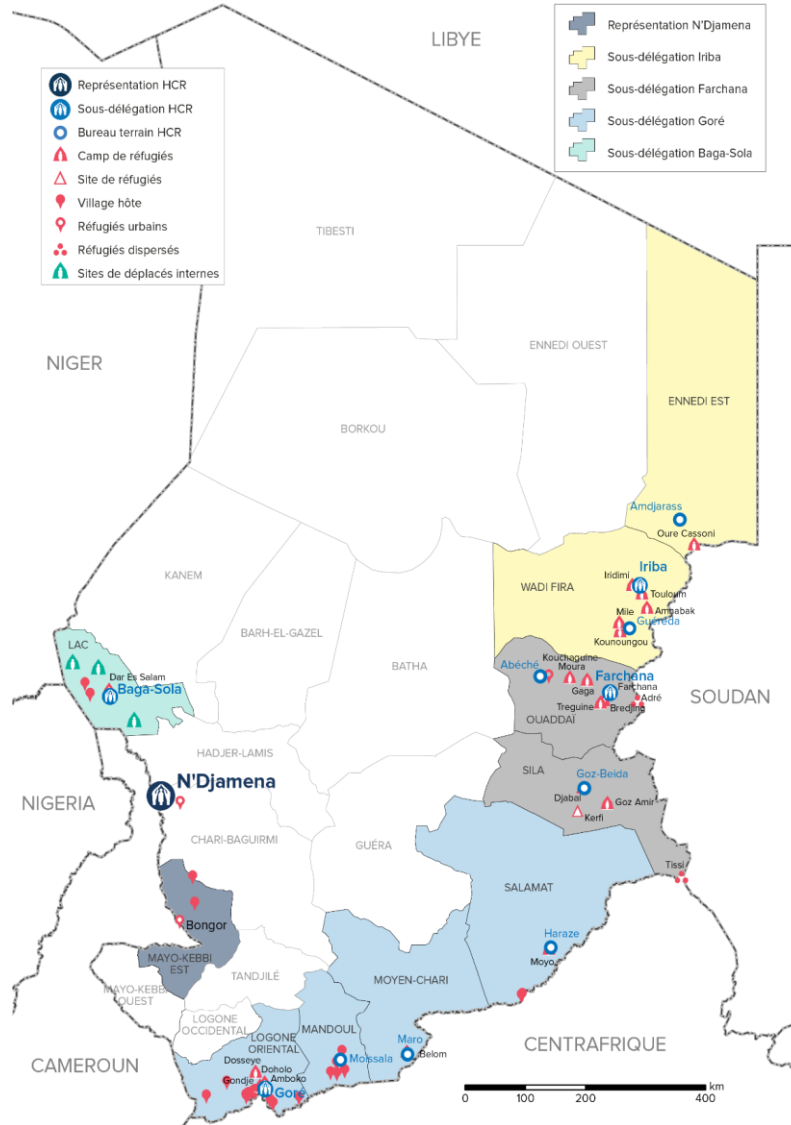 LIBYE
Représentation N'Djamena
Sous-délégation Iriba
Sous-délégation Farchana
Sous-délégation Goré
Sous-délégation Baga-Sola
Représentation HCR
Sous-délégation HCR
Bureau terrain HCR
Camp de réfugiés
Site de réfugiés
Village hôte
Réfugiés urbains
Réfugiés dispersés
Sites de déplacés internes
TIBESTI
NIGER
ENNEDI OUEST
ENNEDI EST
BORKOU
Amdjarass
Oure Cassoni
KANEM
WADI FIRA
Iriba
Iridimi
Touloum
Amnabak
Mile
Guéréda
Kounoungou
BARH-EL-GAZEL
BATHA
LAC
Dar Es Salam
Baga-Sola
Kouchaguine
Moura
Abéché
Farchana
Gaga
Farchana
Adré
Treguine
Bredjing
OUADDAÏ
SOUDAN
HADJER-LAMIS
N'Djamena
SILA
Goz-Beida
Djabal
Goz Amir
Kerfi
NIGERIA
CHARI-BAGUIRMI
GUÉRA
Tissi
SALAMAT
Bongor
Haraze
Moyo
MAYO-KEBBI
EST
TANDJILÉ
MOYEN-CHARI
MAYO-KEBBI
OUEST
LOGONE
OCCIDENTAL
LOGONE
ORIENTAL
MANDOUL
Maro
Belom
CENTRAFRIQUE
CAMEROUN
Moïssala
Dosseye
Doholo
Gondje
Amboko
Goré
km
0
100
200
400